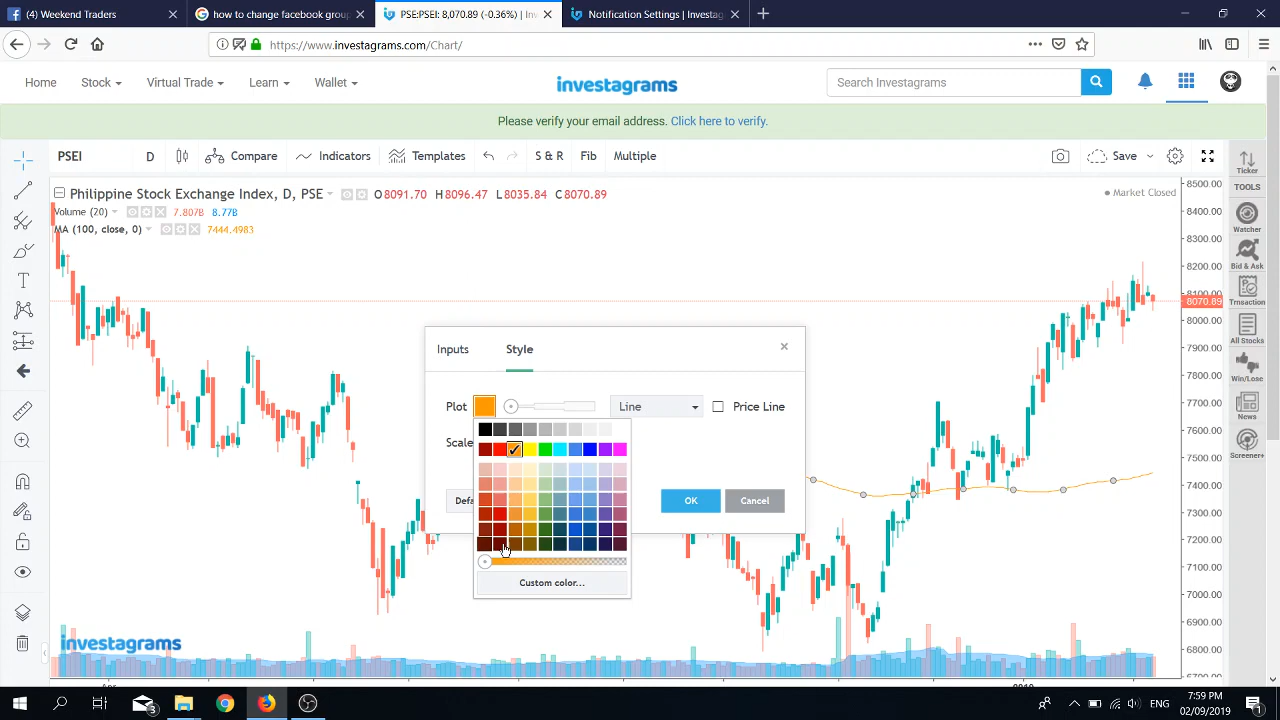 (4) Weekend Traders
how to change facebook group
PSE:PSEI: 8,070.89 (-0.36%) | Inv
Notification Settings | Investag
https://www.investagrams.com/Chart/
Home
Stock
Virtual Trade
Learn
Wallet
investagrams
Search Investagrams
Please verify your email address. Click here to verify.
PSEI
D
Compare
Indicators
Templates
S & R
Fib
Multiple
Save
Philippine Stock Exchange Index, D, PSE
O8091.70 H8096.47 L8035.84 C8070.89
Market Closed
Volume (20)
7.807B 8.77B
MA (100, close, 0)
7444.4983
8500.00
8400.00
8300.00
8200.00
8100.00
8070.89
8000.00
7900.00
7800.00
7700.00
7600.00
7500.00
7400.00
7300.00
7200.00
7100.00
7000.00
6900.00
6800.00
Ticker
TOOLS
Watcher
Bid & Ask
Trnsaction
All Stocks
Win/Lose
News
Screener+
Inputs
Style
Plot
Line
Price Line
Scale
Defa
OK
Cancel
Custom color...
investagrams
2019
3
ENG
7:59 PM
02/09/2019
1